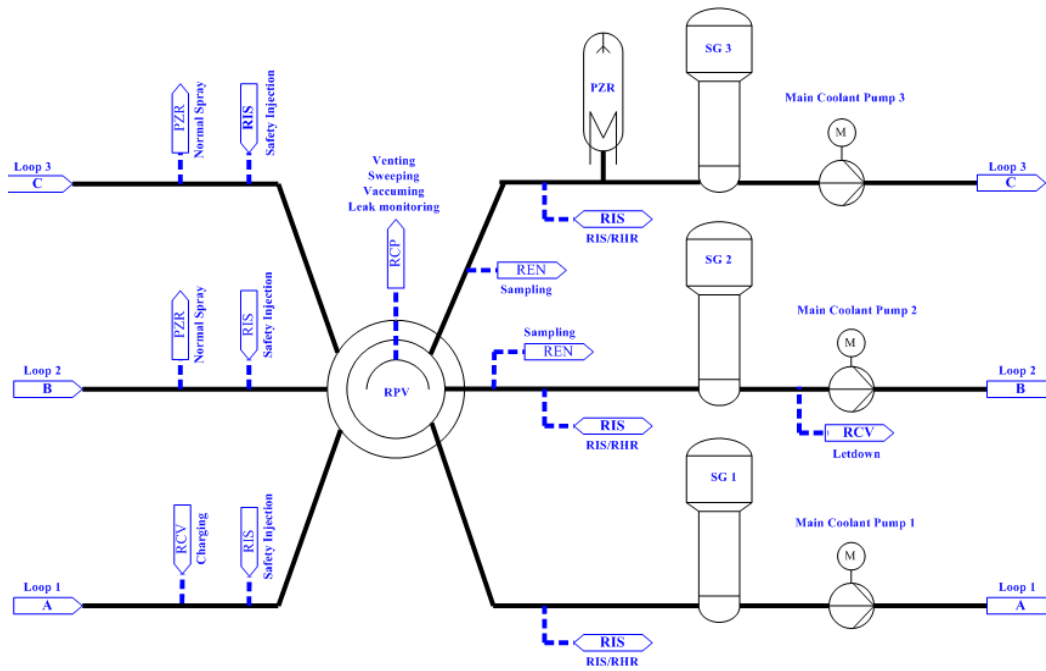 SG 3
PZR
Main Coolant Pump 3
M
PZR
Normal Spray
RIS
Safety Injection
Venting
Sweeping
Vaccuming
Leak monitoring
RCP
Loop 3
C
Loop 3
C
RIS
RIS/RHR
REN
Sampling
SG 2
Main Coolant Pump 2
M
PZR
Normal Spray
RIS
Safety Injection
Sampling
REN
Loop 2
B
RPV
Loop 2
B
RIS
RIS/RHR
RCV
Letdown
SG 1
Main Coolant Pump 1
M
RCV
Charging
RIS
Safety Injection
Loop 1
A
Loop 1
A
RIS
RIS/RHR